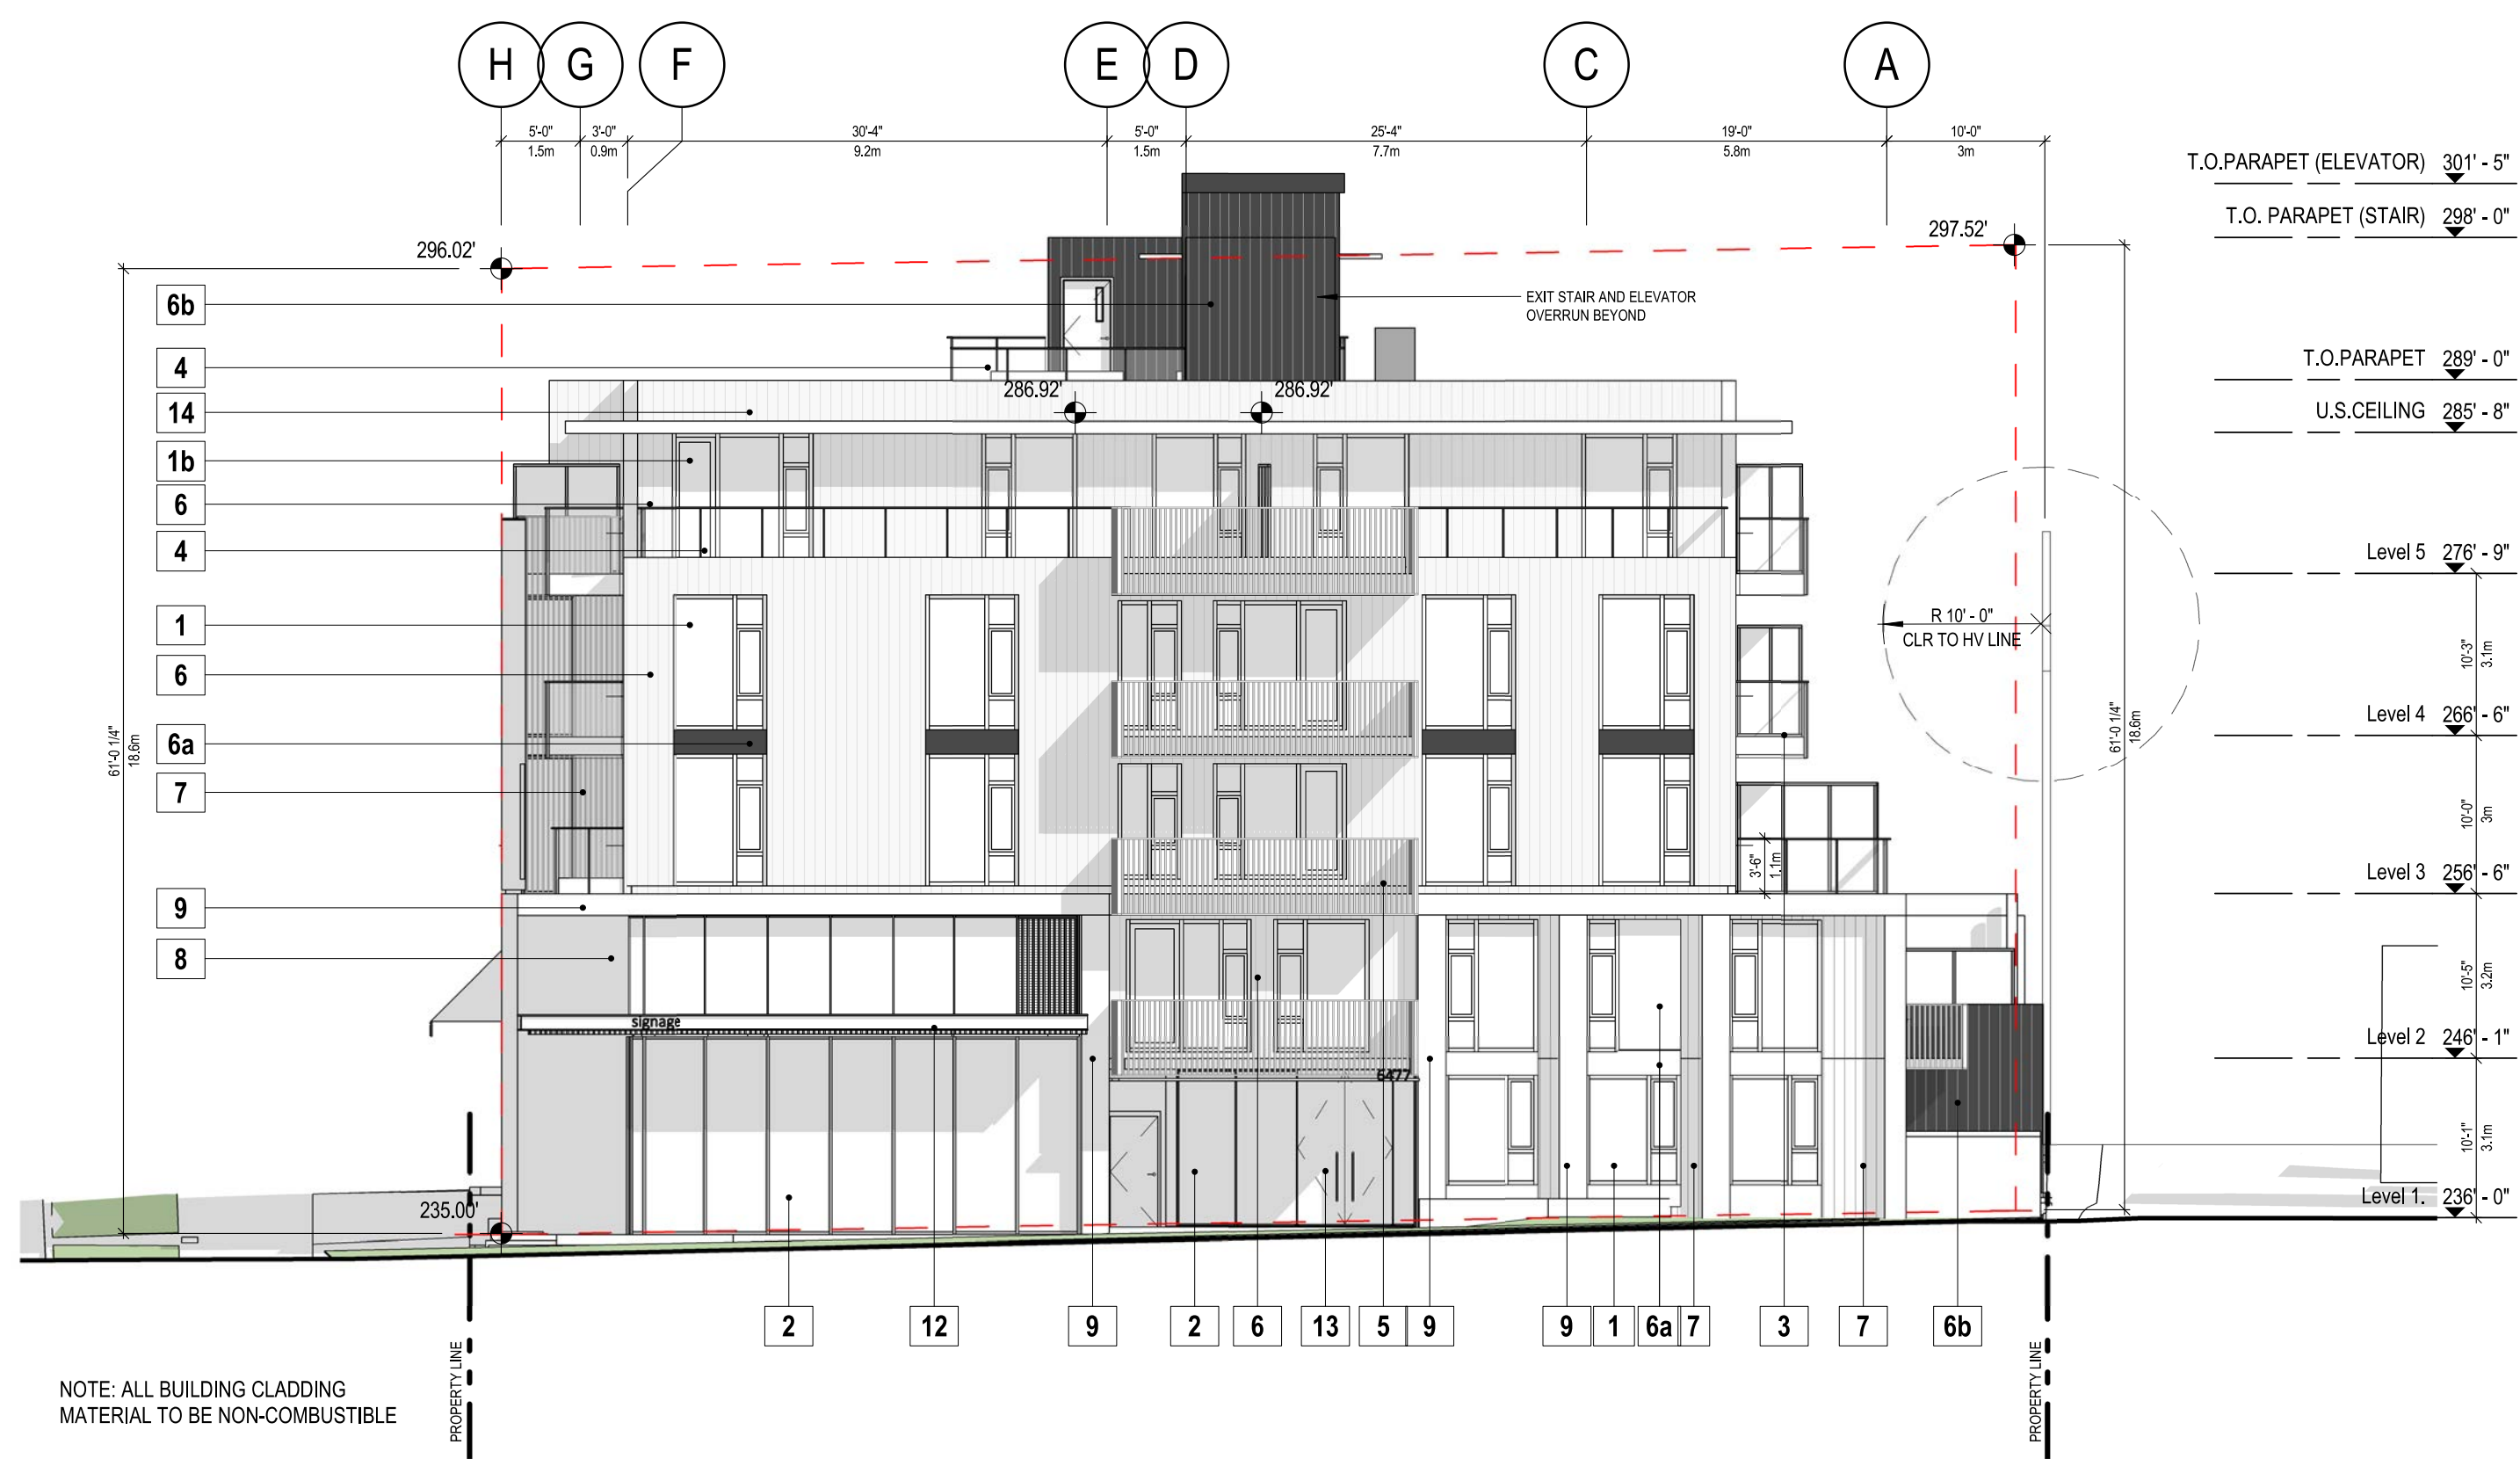 H G F E D C A
5'-0" 3'-0" 30'-4" 5'-0" 25'-4" 19'-0" 10'-0"
1.5m 0.9m 9.2m 1.5m 7.7m 5.8m 3m
T.O.PARAPET (ELEVATOR) 301' - 5"
T.O. PARAPET (STAIR) 298' - 0"
296.02'
297.52'
6b
EXIT STAIR AND ELEVATOR
OVERRUN BEYOND
4
T.O.PARAPET 289' - 0"
286.92' 286.92'
14
U.S.CEILING 285' - 8"
1b
6
4
Level 5 276' - 9"
1
R 10' - 0"
CLR TO HV LINE
10'-3"
3.1m
6
6a
Level 4 266' - 6"
61'-0 1/4"
18.6m
61'-0 1/4"
18.6m
7
10'-0"
3m
3'-6"
1.1m
Level 3 256' - 6"
9
8
10'-5"
3.2m
signage
Level 2 246' - 1"
6477
10'-1"
3.1m
235.00'
Level 1. 236' - 0"
2 12 9 2 6 13 5 9 9 1 6a 7 3 7 6b
PROPERTY LINE
PROPERTY LINE
NOTE: ALL BUILDING CLADDING
MATERIAL TO BE NON-COMBUSTIBLE